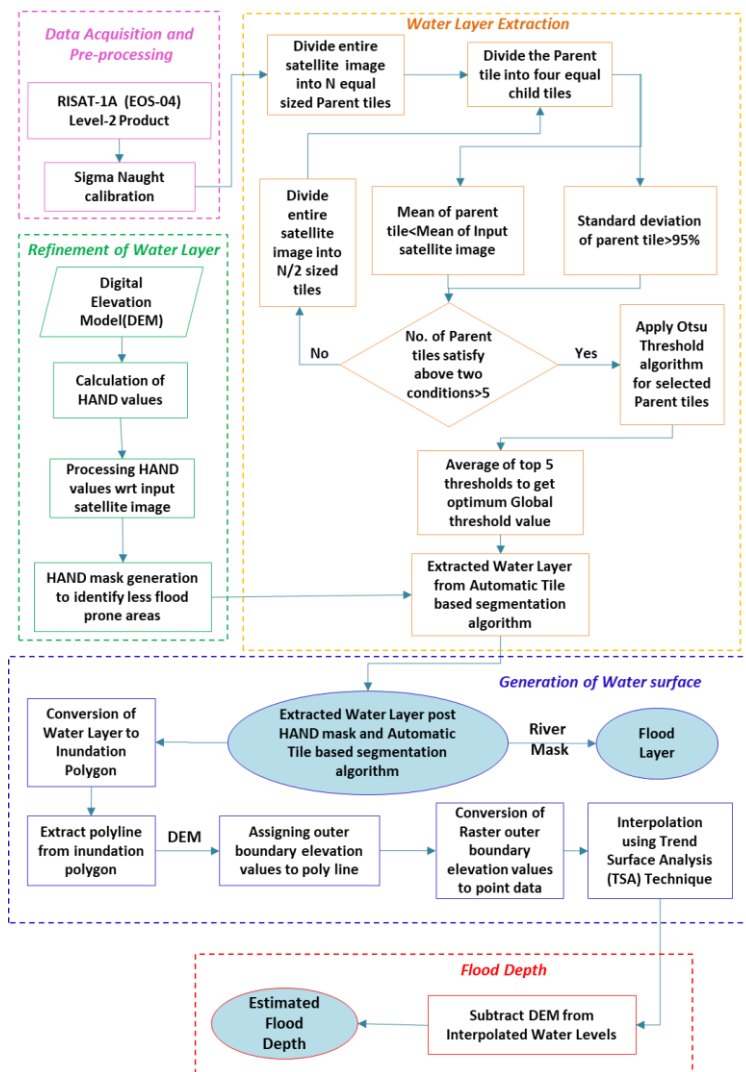 Data Acquisition and
Pre-processing
RISAT-1A  (EOS-04)
Level-2 Product
Sigma Naught
calibration
Water Layer Extraction
Divide entire
satellite image
into N equal
sized Parent tiles
Divide the Parent
tile into four equal
child tiles
Divide
entire
satellite
image into
N/2 sized
tiles
Mean of parent
tile<Mean of Input
satellite image
Standard deviation
of parent tile>95%
No. of Parent
tiles satisfy
above two
conditions>5
No
Yes
Apply Otsu
Threshold
algorithm
for selected
Parent tiles
Average of top 5
thresholds to get
optimum Global
threshold value
Extracted Water Layer
from Automatic Tile
based segmentation
algorithm
Refinement of Water Layer
Digital
Elevation
Model(DEM)
Calculation of
HAND values
Processing HAND
values wrt input
satellite image
HAND mask generation
to identify less flood
prone areas
Generation of Water surface
Extracted Water Layer post
HAND mask and Automatic
Tile based segmentation
algorithm
River
Mask
Flood
Layer
Conversion of
Water Layer to
Inundation
Polygon
Extract polyline
from inundation
polygon
DEM
Assigning outer
boundary elevation
values to poly line
Conversion of
Raster outer
boundary
elevation values
to point data
Interpolation
using Trend
Surface Analysis
(TSA) Technique
Flood Depth
Subtract DEM from
Interpolated Water Levels
Estimated
Flood
Depth